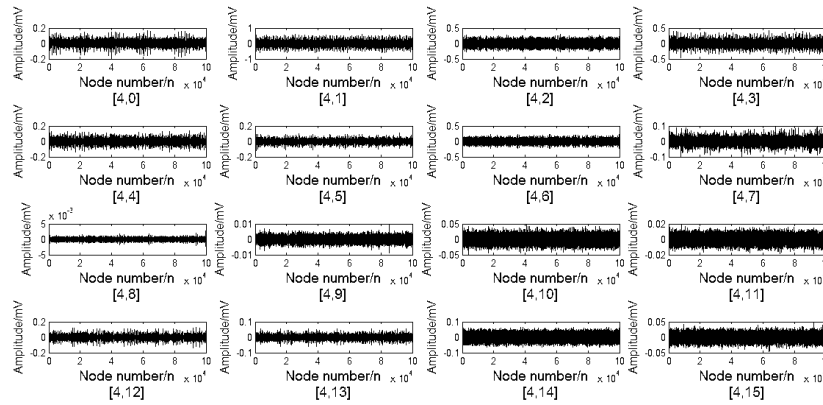 0.2 1 0.5 0.5
Amplitude/mV 0 Amplitude/mV 0 Amplitude/mV 0 Amplitude/mV 0
-0.2 -1 -0.5 -0.5
0 2 4 6 8 10 0 2 4 6 8 10 0 2 4 6 8 10 0 2 4 6 8 10
Node number/n x 10^4 Node number/n x 10^4 Node number/n x 10^4 Node number/n x 10^4
[4,0] [4,1] [4,2] [4,3]
0.2 0.2 0.5 0.1
Amplitude/mV 0 Amplitude/mV 0 Amplitude/mV 0 Amplitude/mV 0
-0.2 -0.2 -0.5 -0.1
0 2 4 6 8 10 0 2 4 6 8 10 0 2 4 6 8 10 0 2 4 6 8 10
Node number/n x 10^4 Node number/n x 10^4 Node number/n x 10^4 Node number/n x 10^4
[4,4] [4,5] [4,6] [4,7]
5 x 10^-3 0.01 0.05 0.02
Amplitude/mV 0 Amplitude/mV 0 Amplitude/mV 0 Amplitude/mV 0
-5 -0.01 -0.05 -0.02
0 2 4 6 8 10 0 2 4 6 8 10 0 2 4 6 8 10 0 2 4 6 8 10
Node number/n x 10^4 Node number/n x 10^4 Node number/n x 10^4 Node number/n x 10^4
[4,8] [4,9] [4,10] [4,11]
0.2 0.1 0.1 0.05
Amplitude/mV 0 Amplitude/mV 0 Amplitude/mV 0 Amplitude/mV 0
-0.2 -0.1 -0.1 -0.05
0 2 4 6 8 10 0 2 4 6 8 10 0 2 4 6 8 10 0 2 4 6 8 10
Node number/n x 10^4 Node number/n x 10^4 Node number/n x 10^4 Node number/n x 10^4
[4,12] [4,13] [4,14] [4,15]